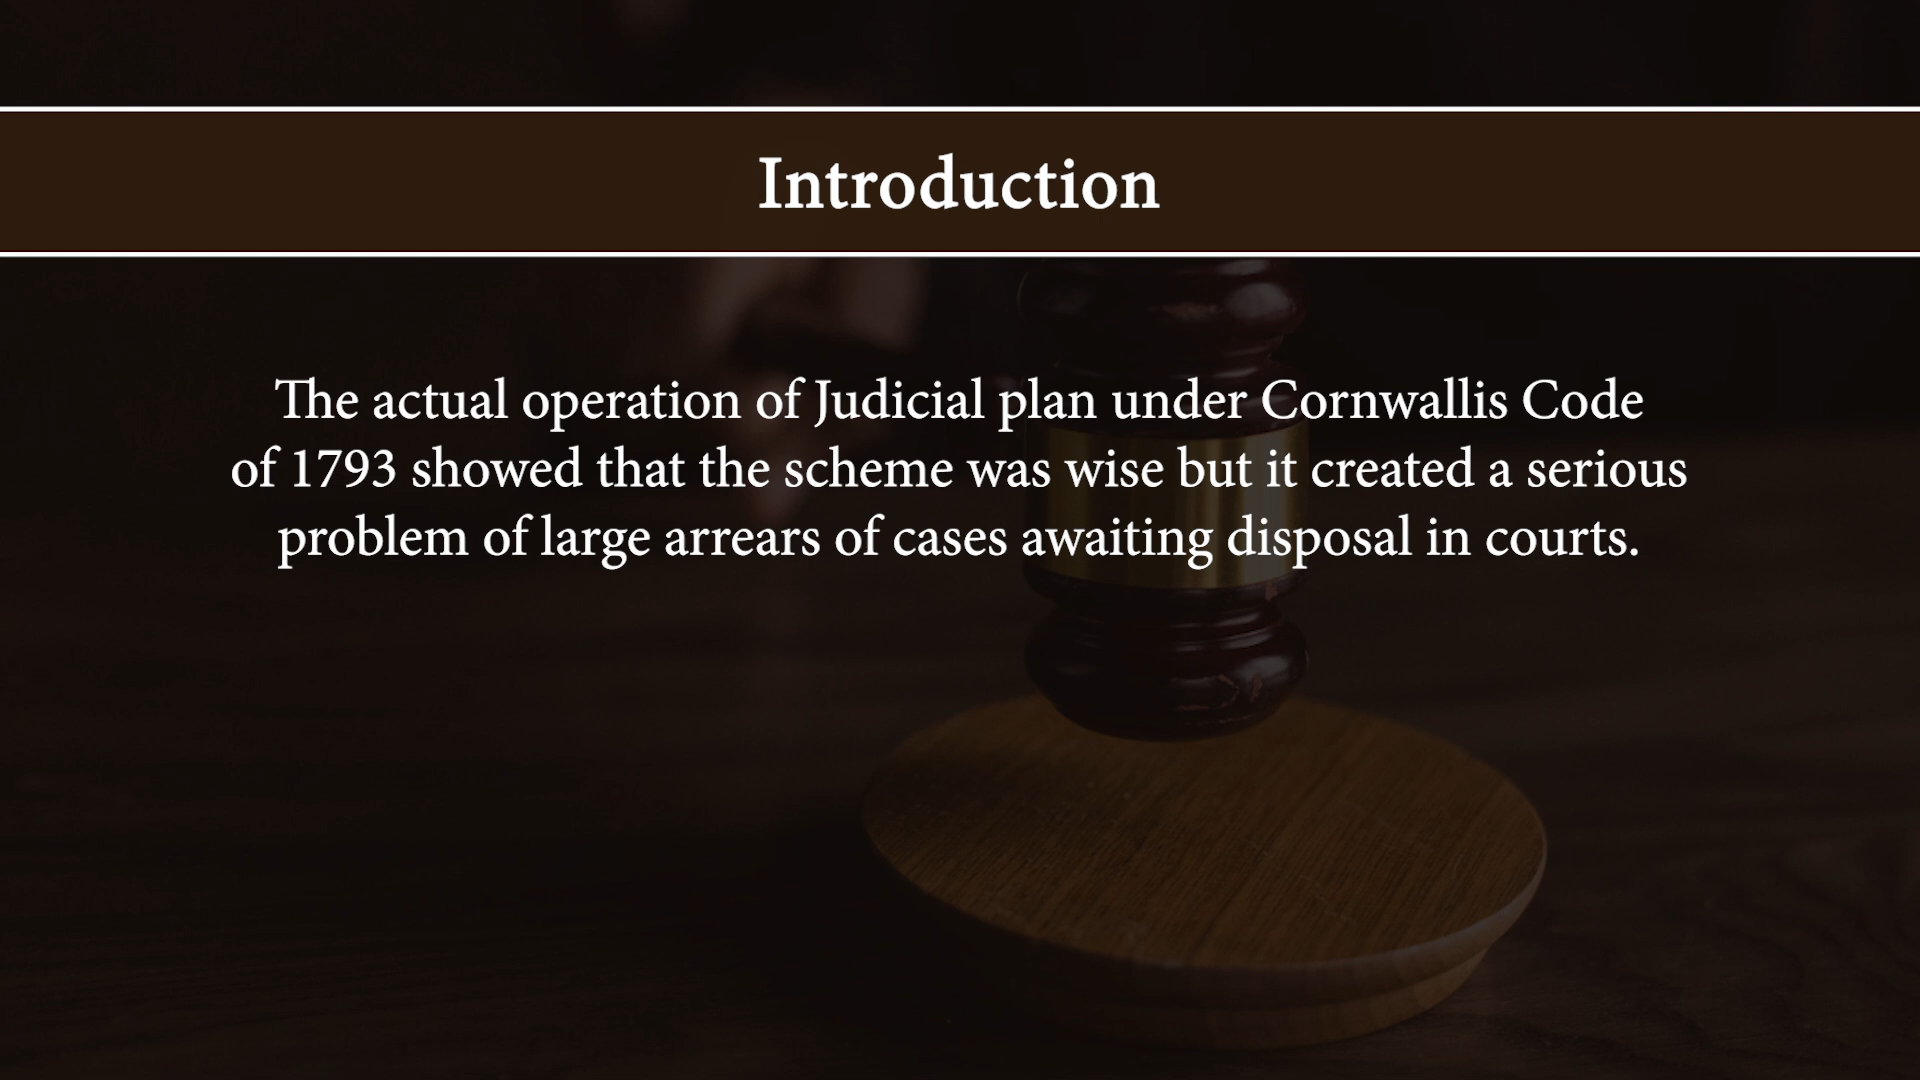 Introduction
The actual operation of Judicial plan under Cornwallis Code
of 1793 showed that the scheme was wise but it created a serious
problem of large arrears of cases awaiting disposal in courts.